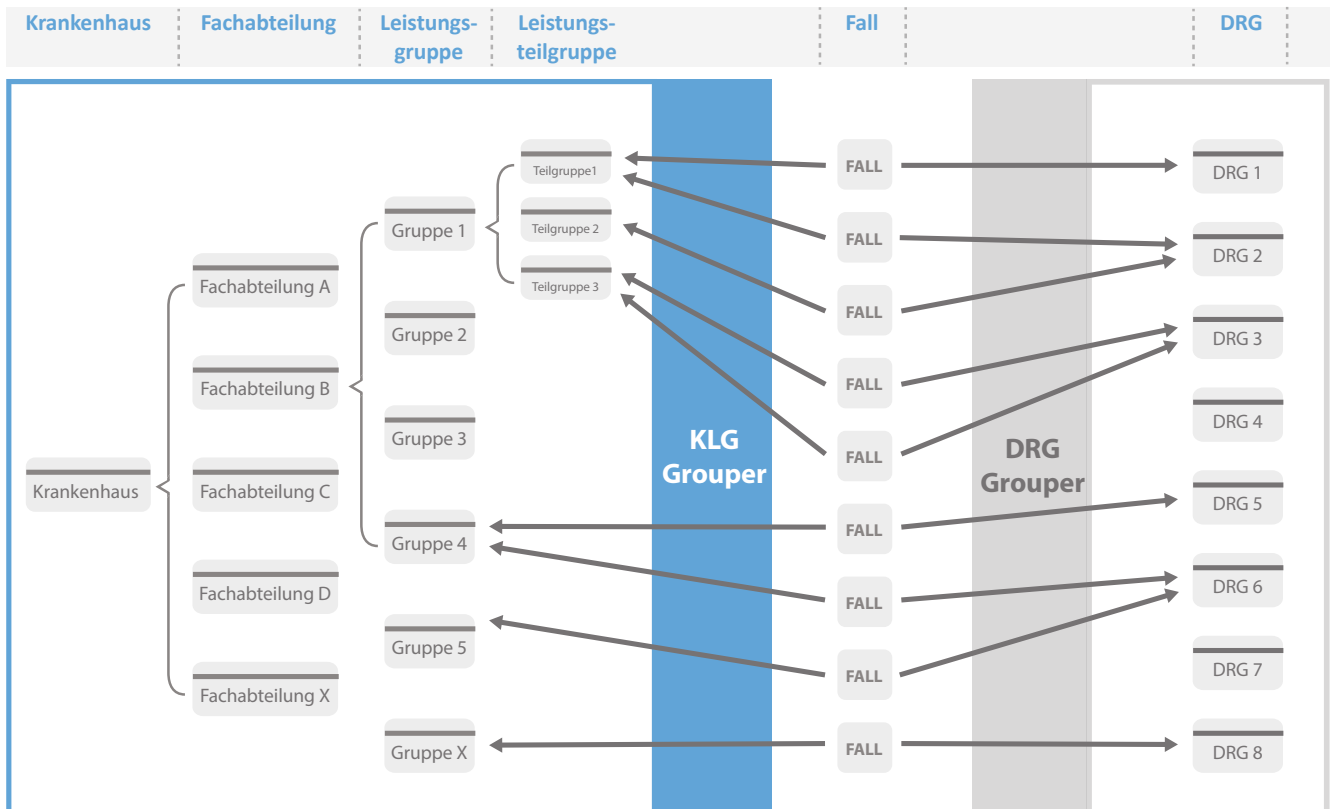 Krankenhaus
Fachabteilung
Leistungs-
gruppe
Leistungs-
teilgruppe
Fall
DRG
Krankenhaus
Fachabteilung A
Fachabteilung B
Fachabteilung C
Fachabteilung D
Fachabteilung X
Gruppe 1
Gruppe 2
Gruppe 3
Gruppe 4
Gruppe 5
Gruppe X
Teilgruppe1
Teilgruppe 2
Teilgruppe 3
KLG
Grouper
FALL
FALL
FALL
FALL
FALL
FALL
FALL
FALL
FALL
DRG
Grouper
DRG 1
DRG 2
DRG 3
DRG 4
DRG 5
DRG 6
DRG 7
DRG 8